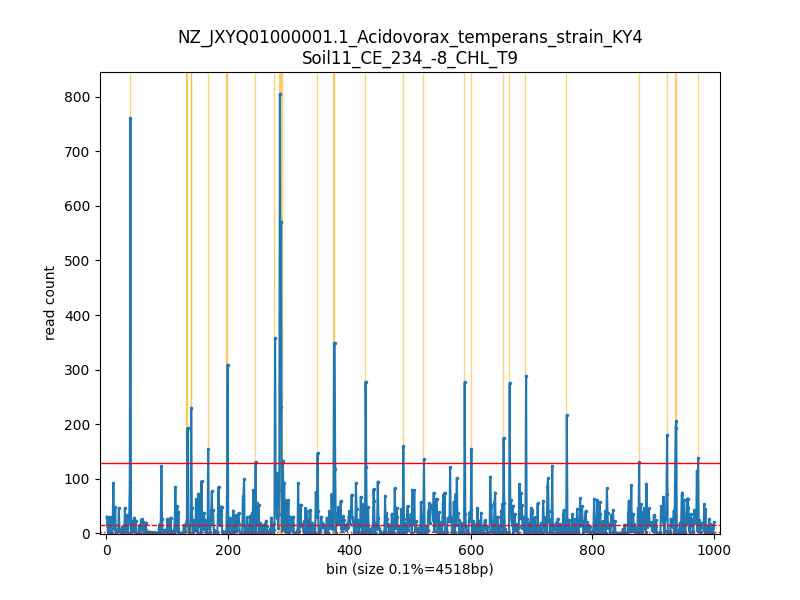 NZ_JXYQ01000001.1_Acidovorax_temperans_strain_KY4
Soil11_CE_234_-8_CHL_T9
800
700
600
500
400
300
200
100
0
read count
0 200 400 600 800 1000
bin (size 0.1%=4518bp)